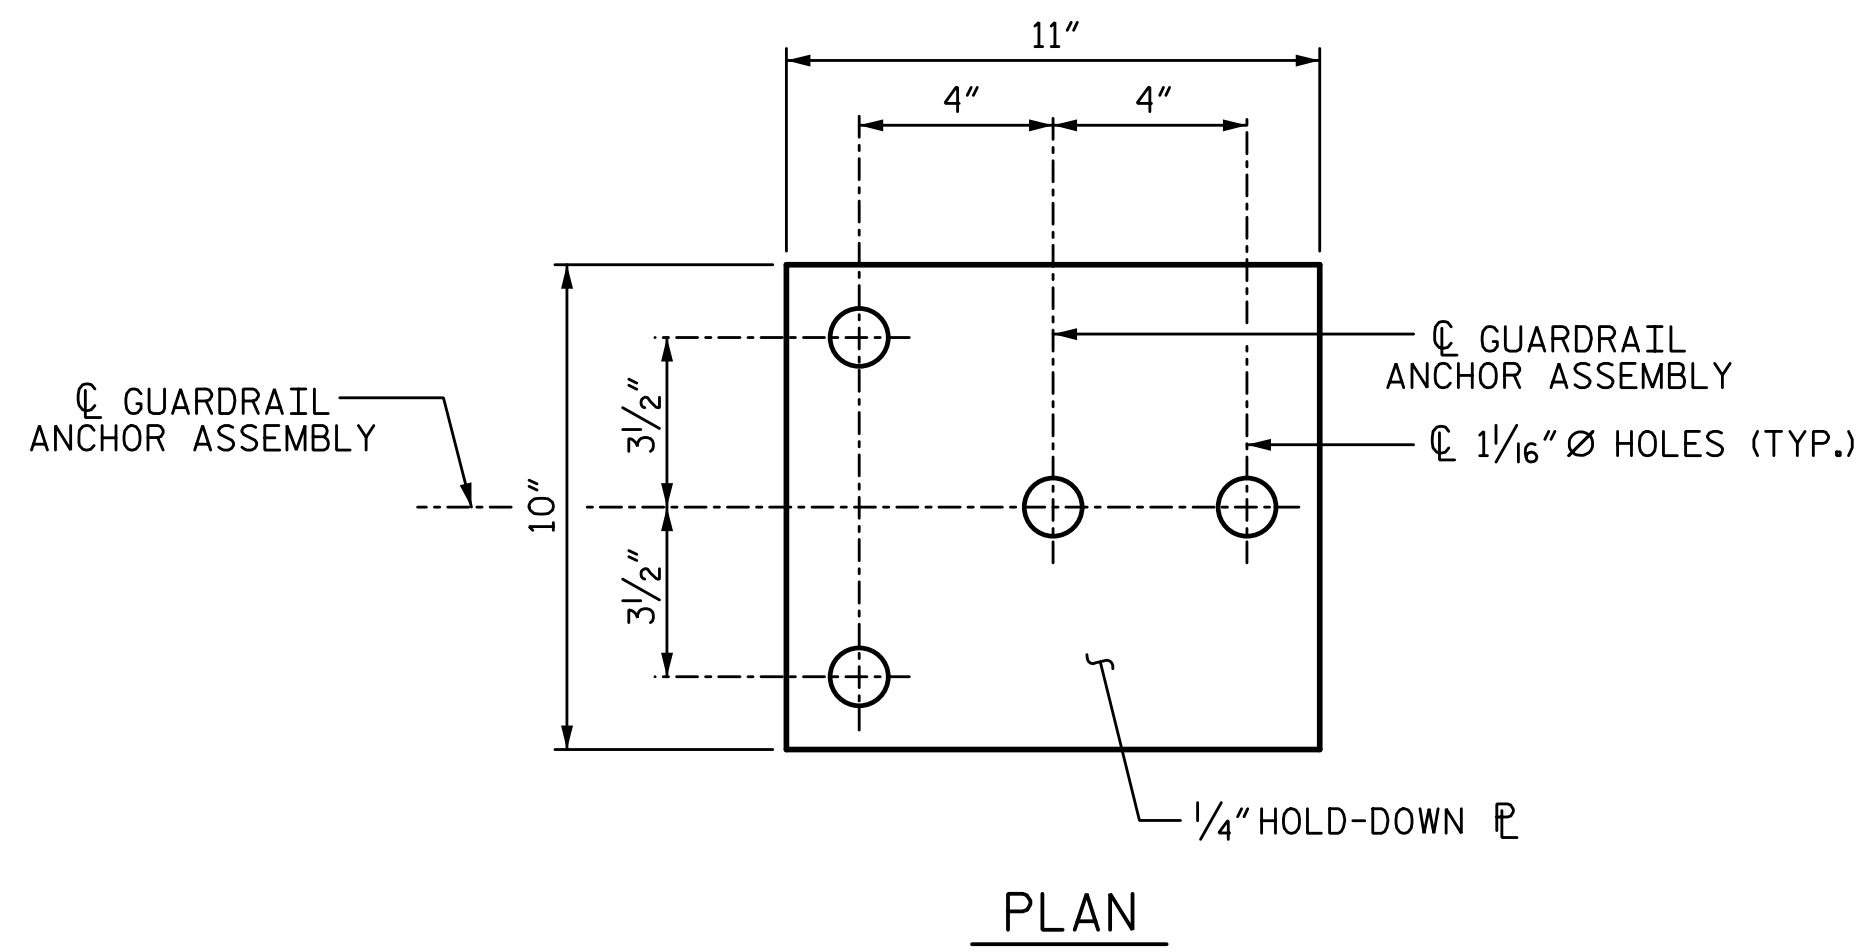 11"
4" 4"
℄ GUARDRAIL
ANCHOR ASSEMBLY
10"
3 1/2"
3 1/2"
℄ GUARDRAIL
ANCHOR ASSEMBLY
℄ 1 1/16" Ø HOLES (TYP.)
1/4" HOLD-DOWN ⅊
PLAN